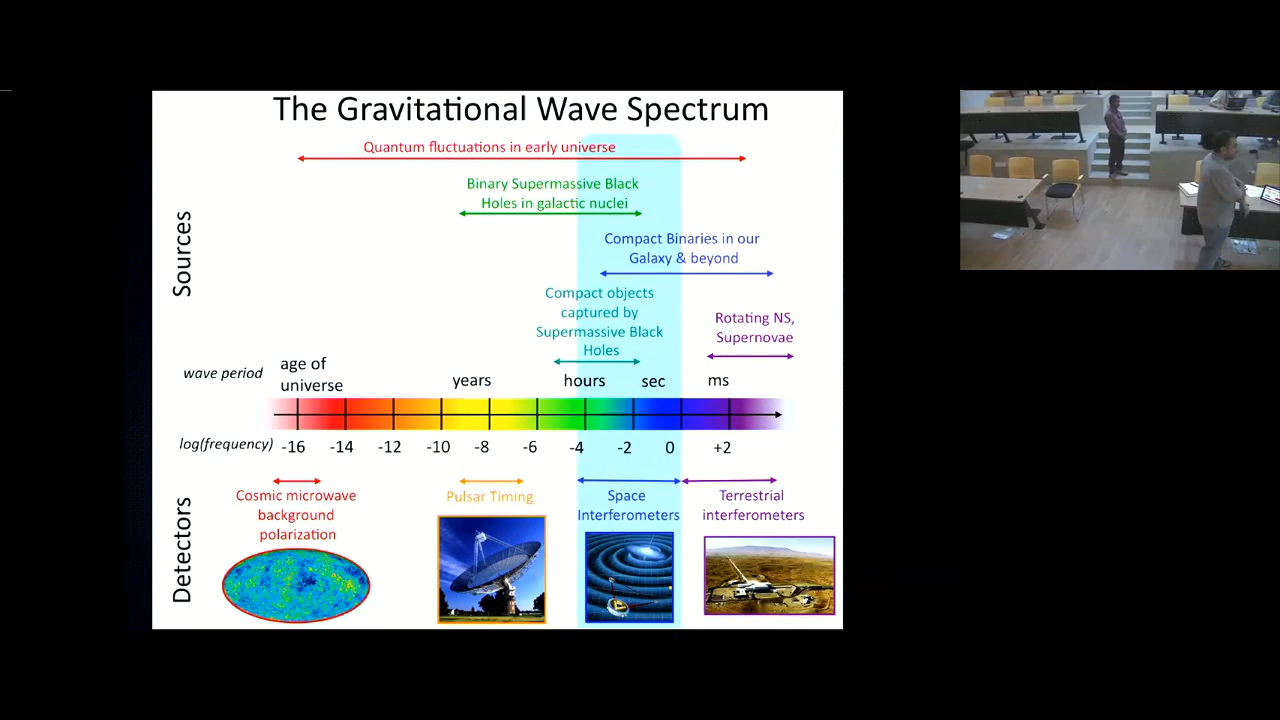 The Gravitational Wave Spectrum
Quantum fluctuations in early universe
Binary Supermassive Black
Holes in galactic nuclei
Compact Binaries in our
Galaxy & beyond
Compact objects
captured by
Supermassive Black
Holes
Rotating NS,
Supernovae
Sources
wave period
age of
universe
years
hours
sec
ms
log(frequency)
-16
-14
-12
-10
-8
-6
-4
-2
0
+2
Detectors
Cosmic microwave
background
polarization
Pulsar Timing
Space
Interferometers
Terrestrial
interferometers